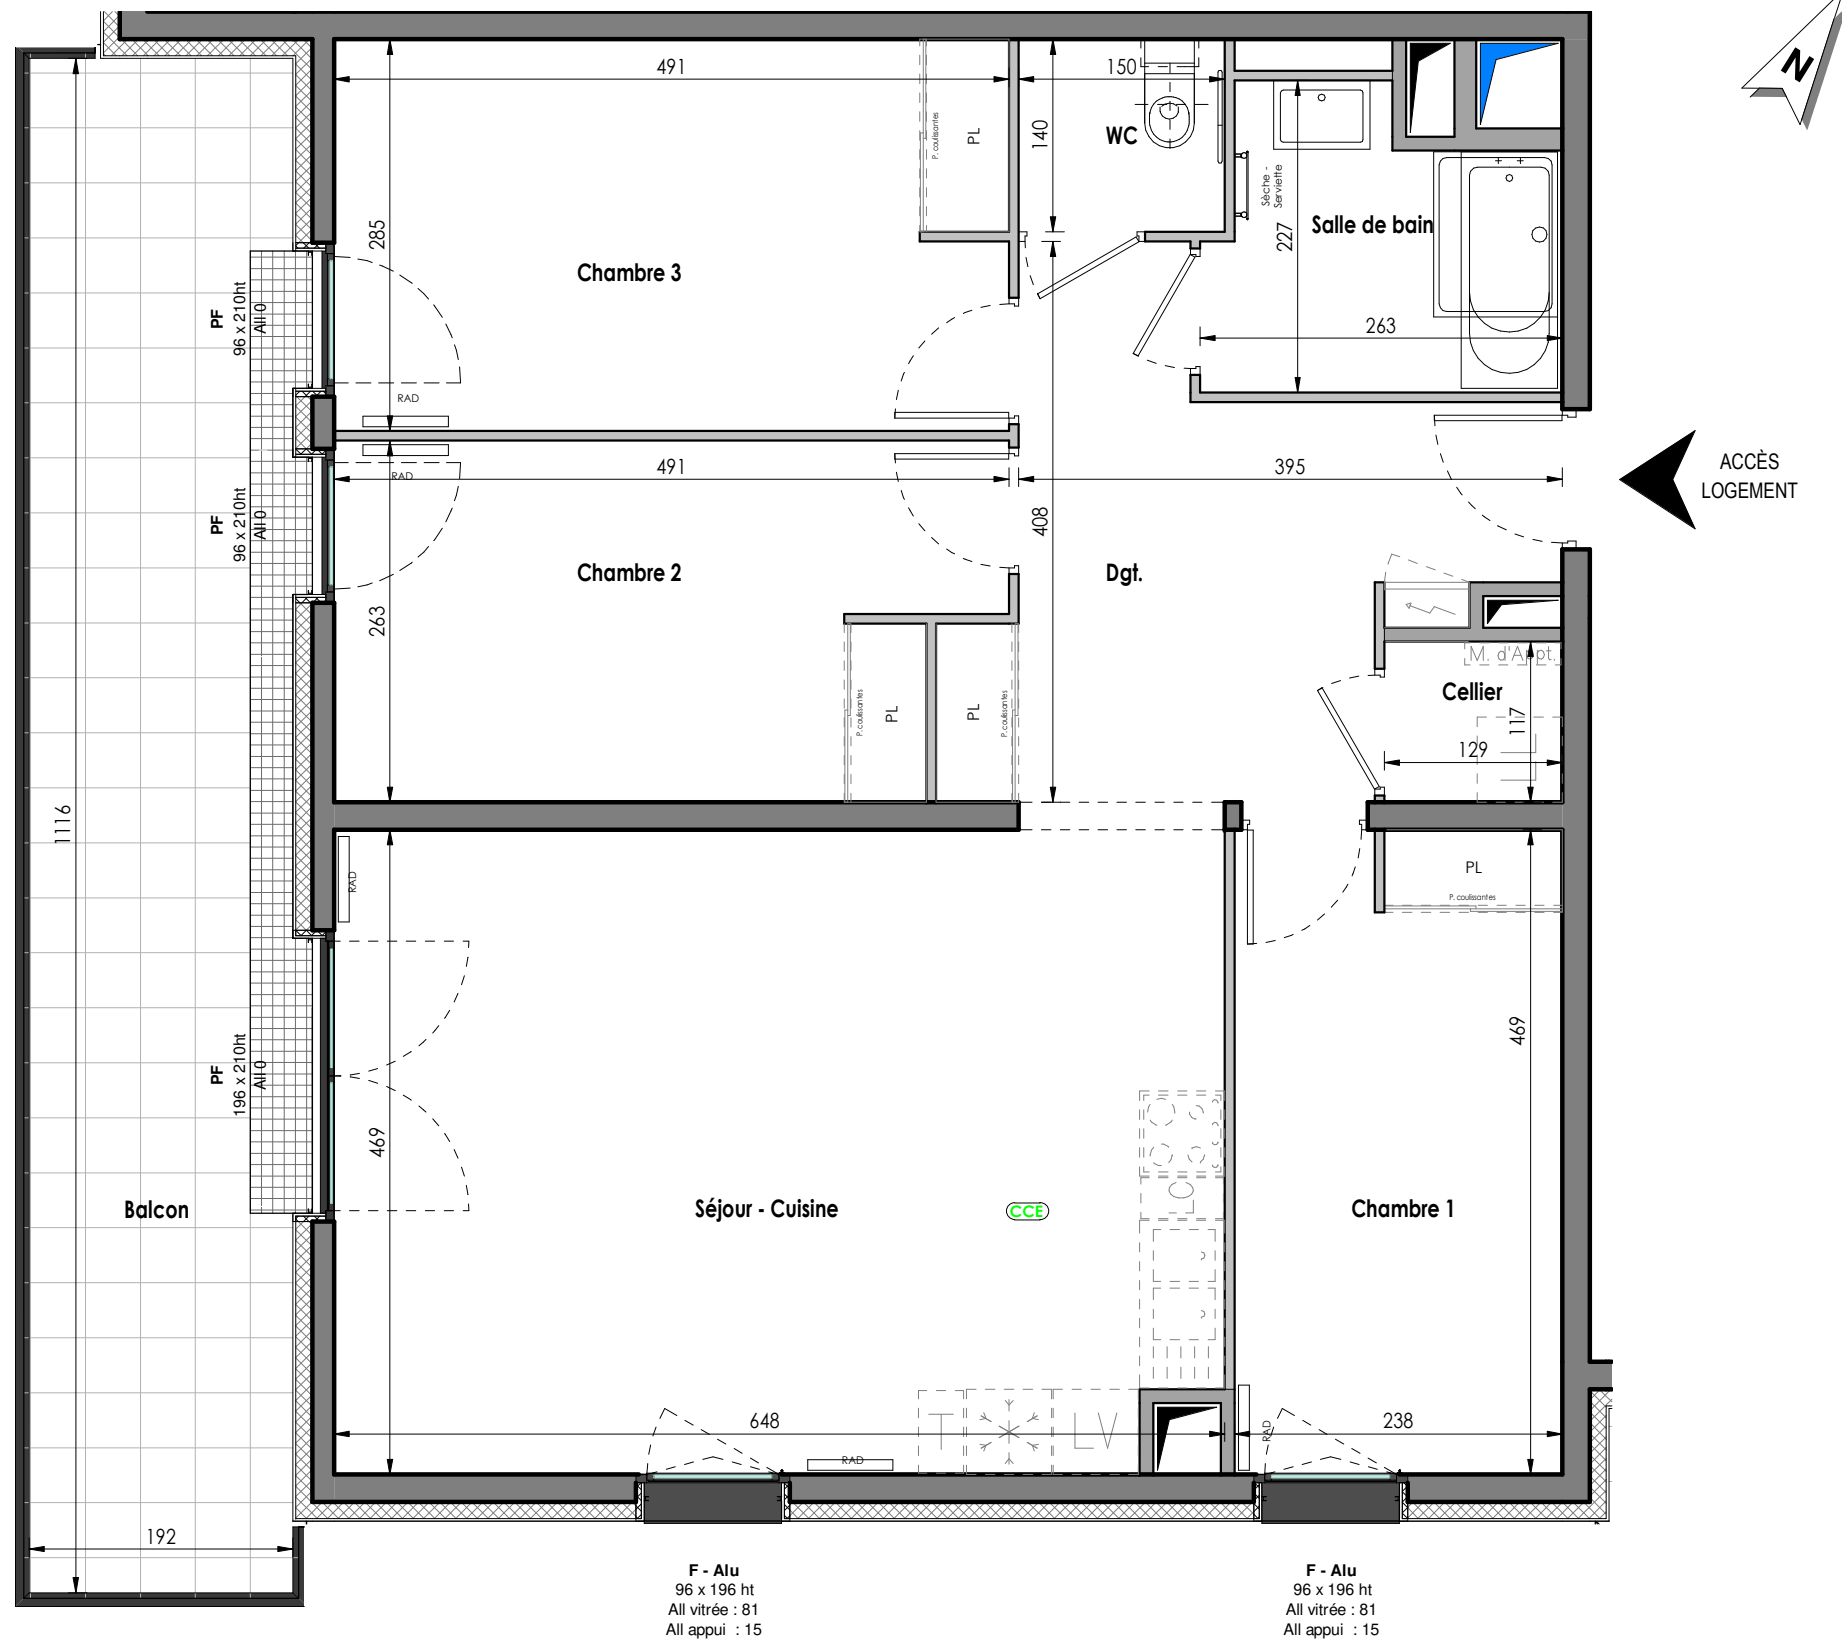 N
491
150
PL
P. coulissantes
140
WC
Sèche -
Serviette
Salle de bain
227
285
Chambre 3
263
PF
96 x 210ht
All 0
RAD
RAD
491
395
ACCÈS
LOGEMENT
PF
96 x 210ht
All 0
408
Chambre 2
Dgt.
263
M. d'Appt.
Cellier
117
129
P. coulissantes
PL
PL
P. coulissantes
1116
RAD
PL
P. coulissantes
469
PF
196 x 210ht
All 0
469
LC
Balcon
Séjour - Cuisine
CCE
Chambre 1
648
T
LV
RAD
RAD
238
192
F - Alu
96 x 196 ht
All vitrée : 81
All appui : 15
F - Alu
96 x 196 ht
All vitrée : 81
All appui : 15